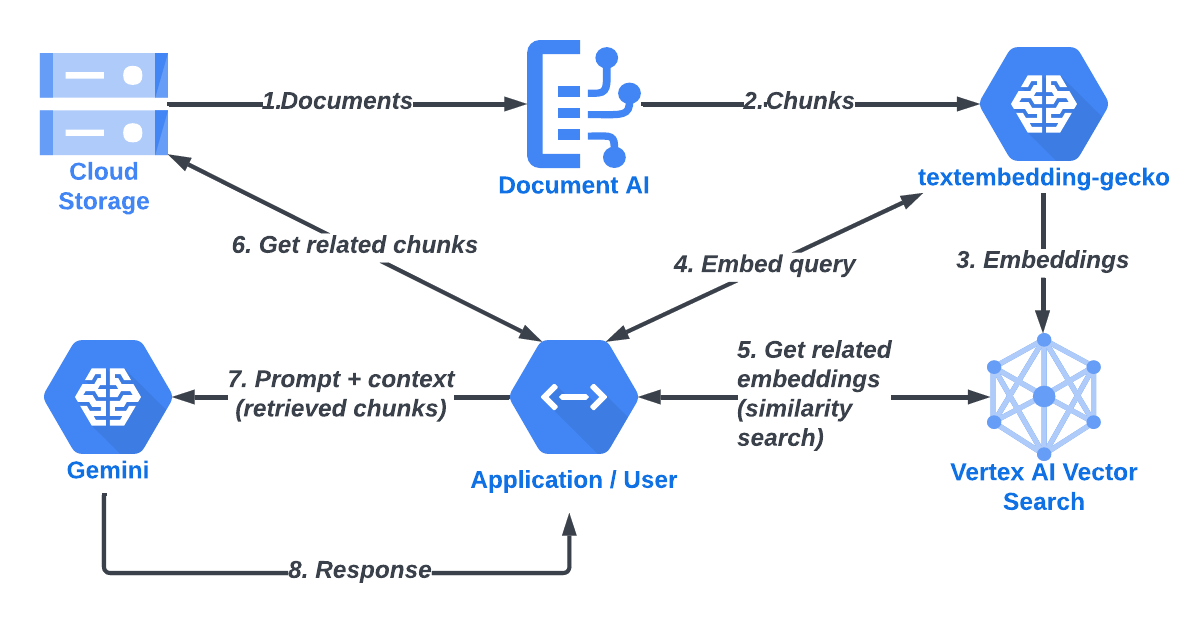 1.Documents
2.Chunks
Cloud
Storage
Document AI
textembedding-gecko
6. Get related chunks
4. Embed query
3. Embeddings
7. Prompt + context
(retrieved chunks)
5. Get related
embeddings
(similarity
search)
Gemini
Application / User
Vertex AI Vector
Search
8. Response